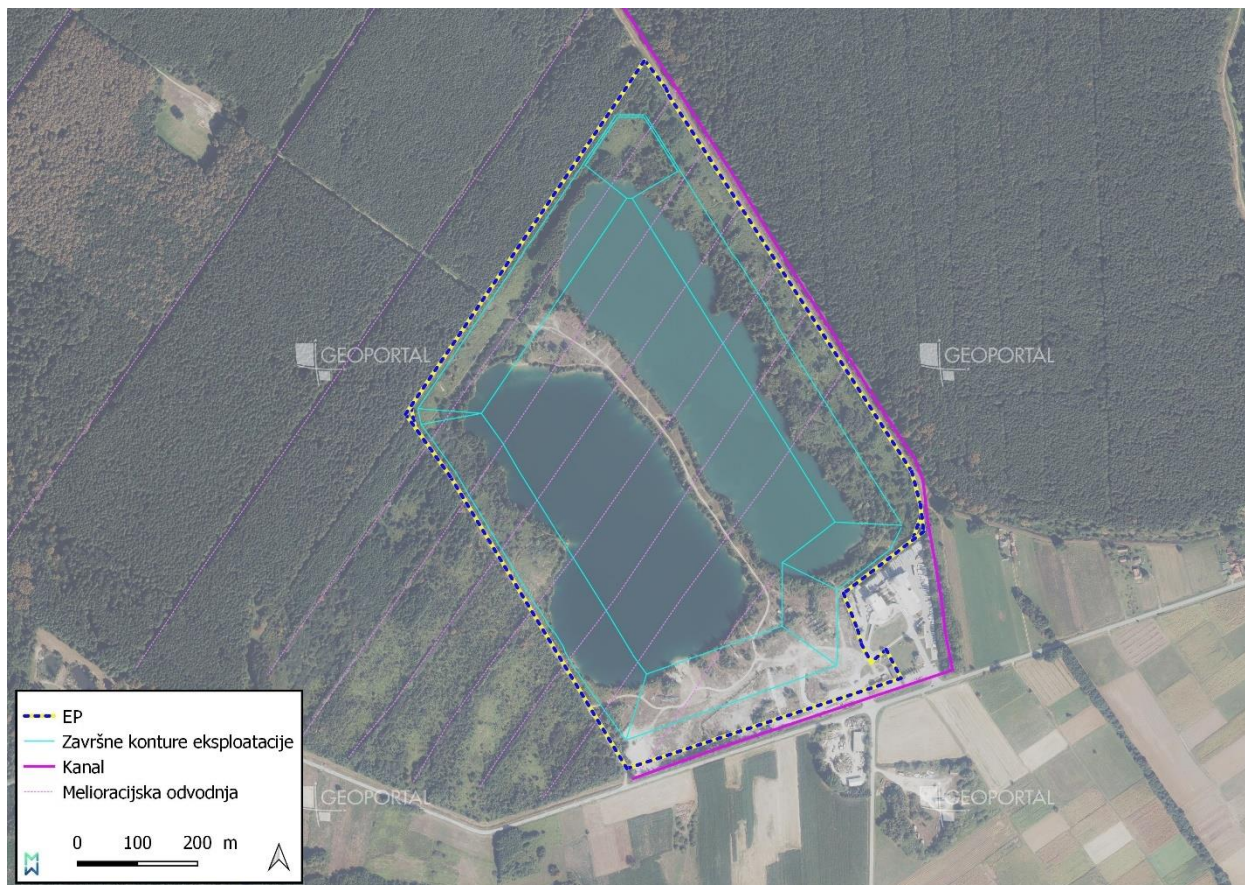 GEOPORTAL
GEOPORTAL
EP
Završne konture eksploatacije
Kanal
Melioracijska odvodnja
0 100 200 m
GEOPORTAL
GEOPORTAL